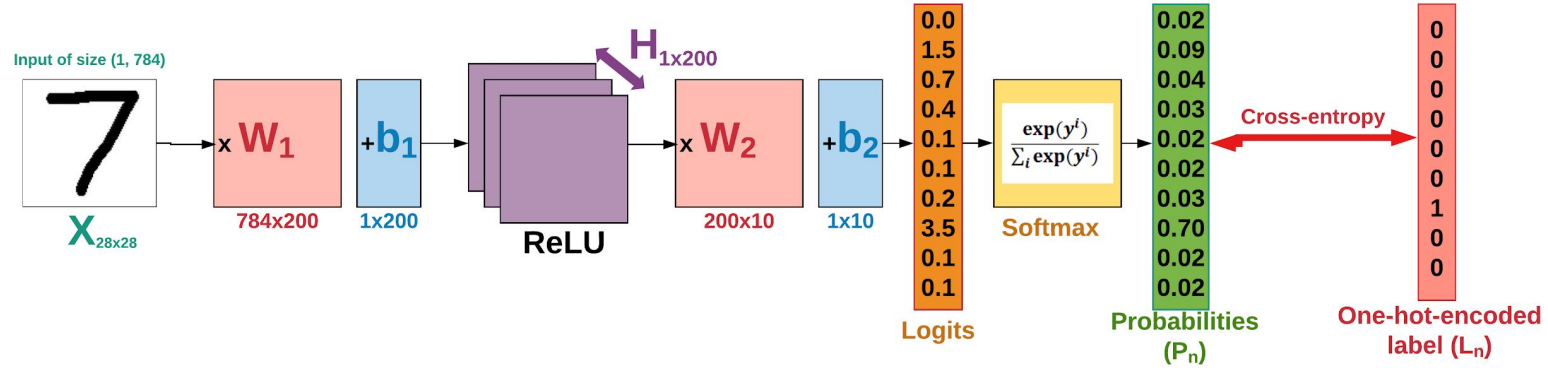 Input of size (1, 784)
7
X28x28
x W1
784x200
+b1
1x200
ReLU
H1x200
x W2
200x10
+b2
1x10
0.0
1.5
0.7
0.4
0.1
0.1
0.2
3.5
0.1
0.1
Logits
exp(y^i)
∑i exp(y^i)
Softmax
0.02
0.09
0.04
0.03
0.02
0.02
0.03
0.70
0.02
0.02
Probabilities
(Pn)
Cross-entropy
0
0
0
0
0
0
1
0
0
One-hot-encoded
label (Ln)